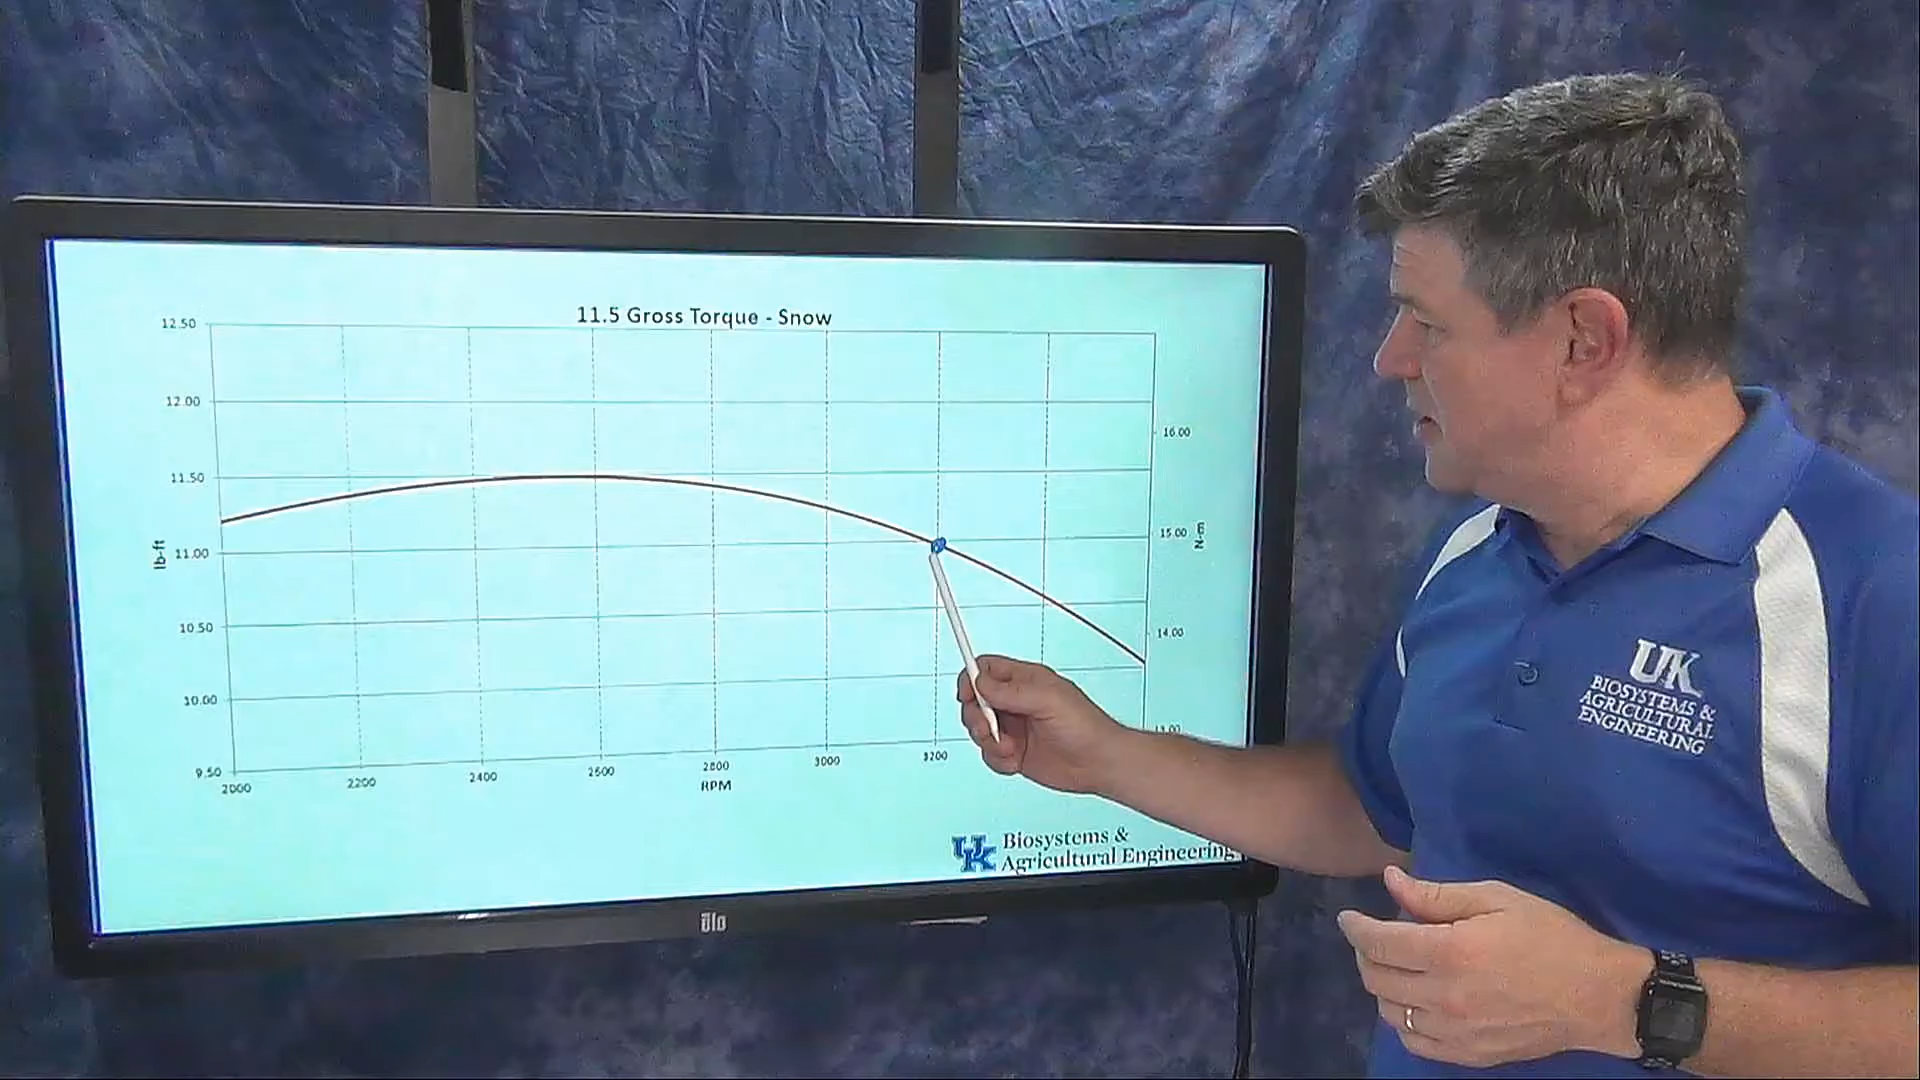 11.5 Gross Torque - Snow
12.50
12.00
11.50
11.00
10.50
10.00
9.50
lb-ft
16.00
15.00
14.00
N-m
2000
2200
2400
2600
2800
3000
3200
RPM
UK
Biosystems &
Agricultural Engineering
elo
UK
BIOSYSTEMS &
AGRICULTURAL
ENGINEERING